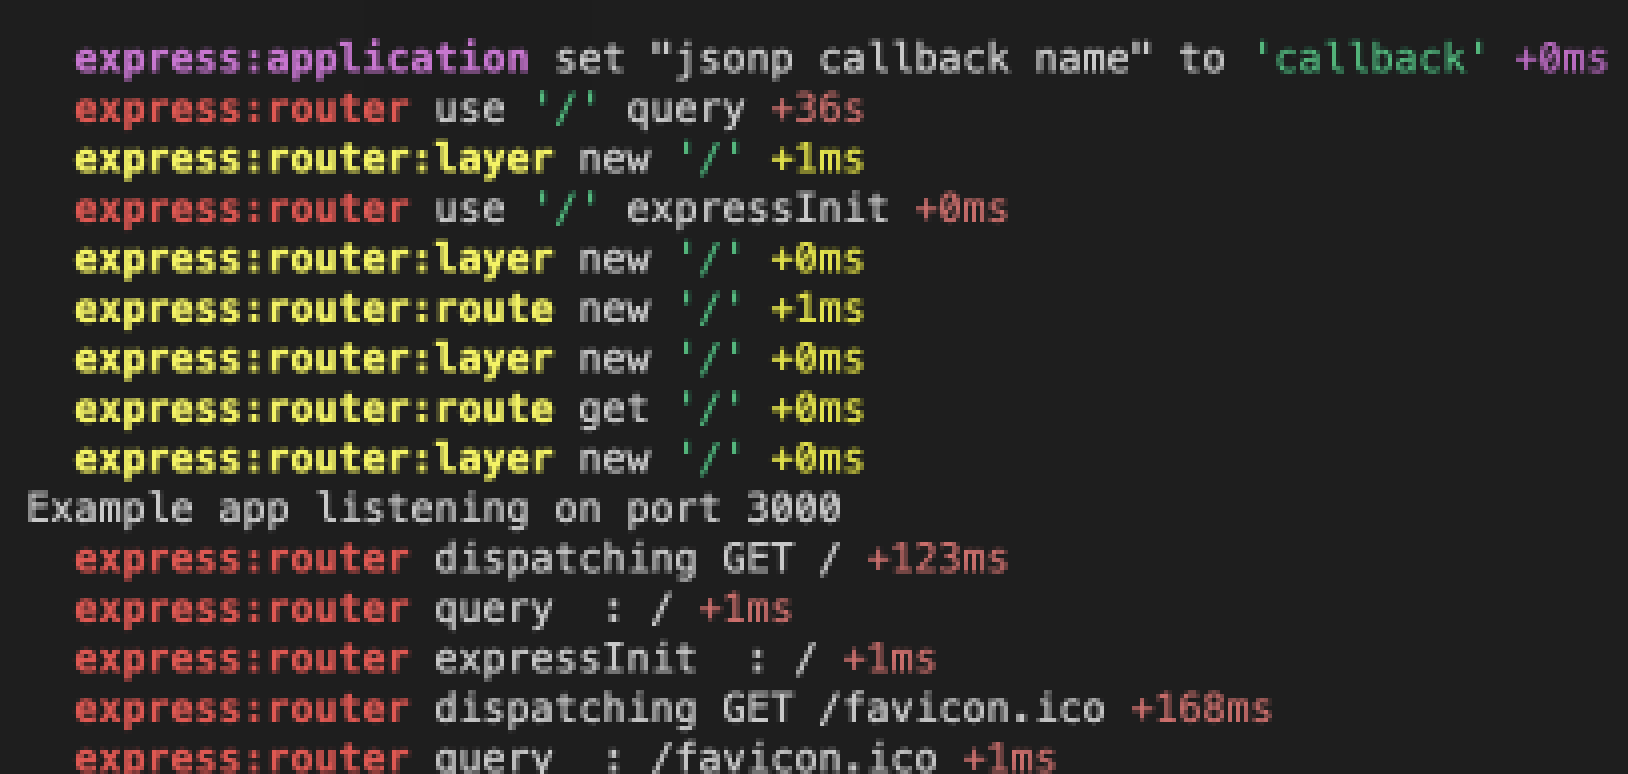 express:application set "jsonp callback name" to 'callback' +0ms
express:router use '/' query +36s
express:router:layer new '/' +1ms
express:router use '/' expressInit +0ms
express:router:layer new '/' +0ms
express:router:route new '/' +1ms
express:router:layer new '/' +0ms
express:router:route get '/' +0ms
express:router:layer new '/' +0ms
Example app listening on port 3000
express:router dispatching GET / +123ms
express:router query  : / +1ms
express:router expressInit  : / +1ms
express:router dispatching GET /favicon.ico +168ms
express:router query  : /favicon.ico +1ms